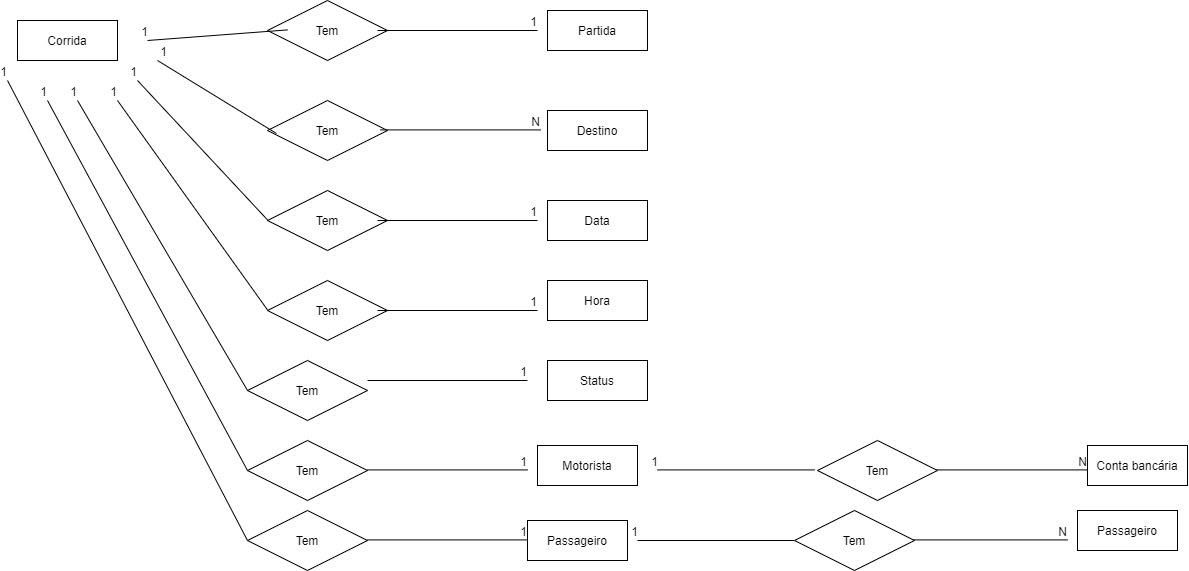 1
Tem
1
Partida
Corrida
1
1
1
1
1
1
Tem
N
Destino
Tem
1
Data
Tem
1
Hora
Tem
1
Status
Tem
1
Motorista
1
Tem
N
Conta bancária
Tem
1
Passageiro
1
Tem
N
Passageiro